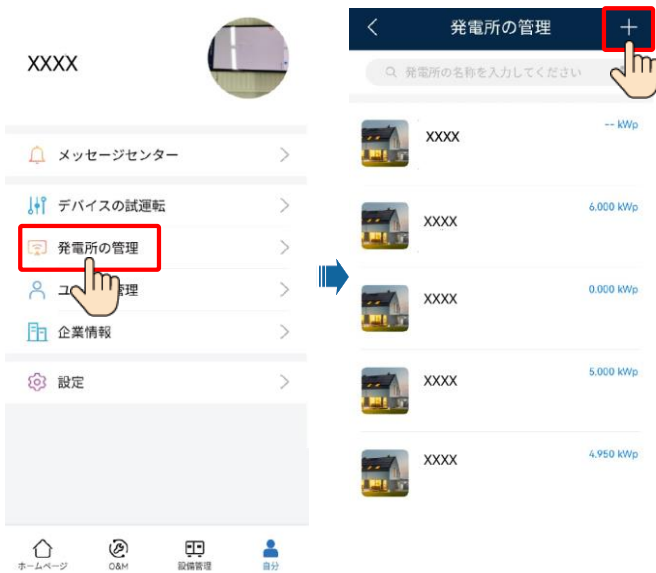 XXXX
メッセージセンター
デバイスの試運転
発電所の管理
管理
企業情報
設定
ホームページ
O&M
設備管理
自分
発電所の管理
発電所の名称を入力してください
XXXX
-- kWp
XXXX
6.000 kWp
XXXX
0.000 kWp
XXXX
5.000 kWp
XXXX
4.950 kWp